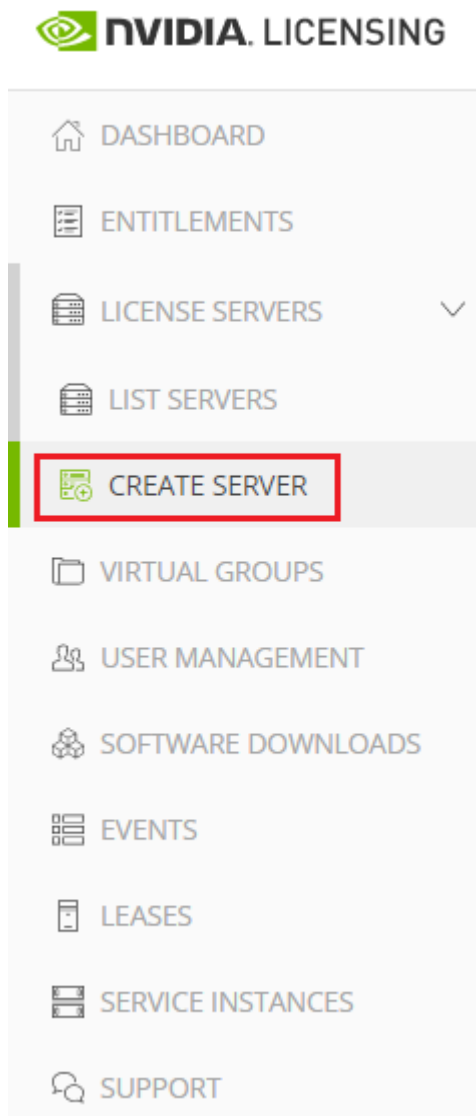 NVIDIA. LICENSING
DASHBOARD
ENTITLEMENTS
LICENSE SERVERS
LIST SERVERS
CREATE SERVER
VIRTUAL GROUPS
USER MANAGEMENT
SOFTWARE DOWNLOADS
EVENTS
LEASES
SERVICE INSTANCES
SUPPORT